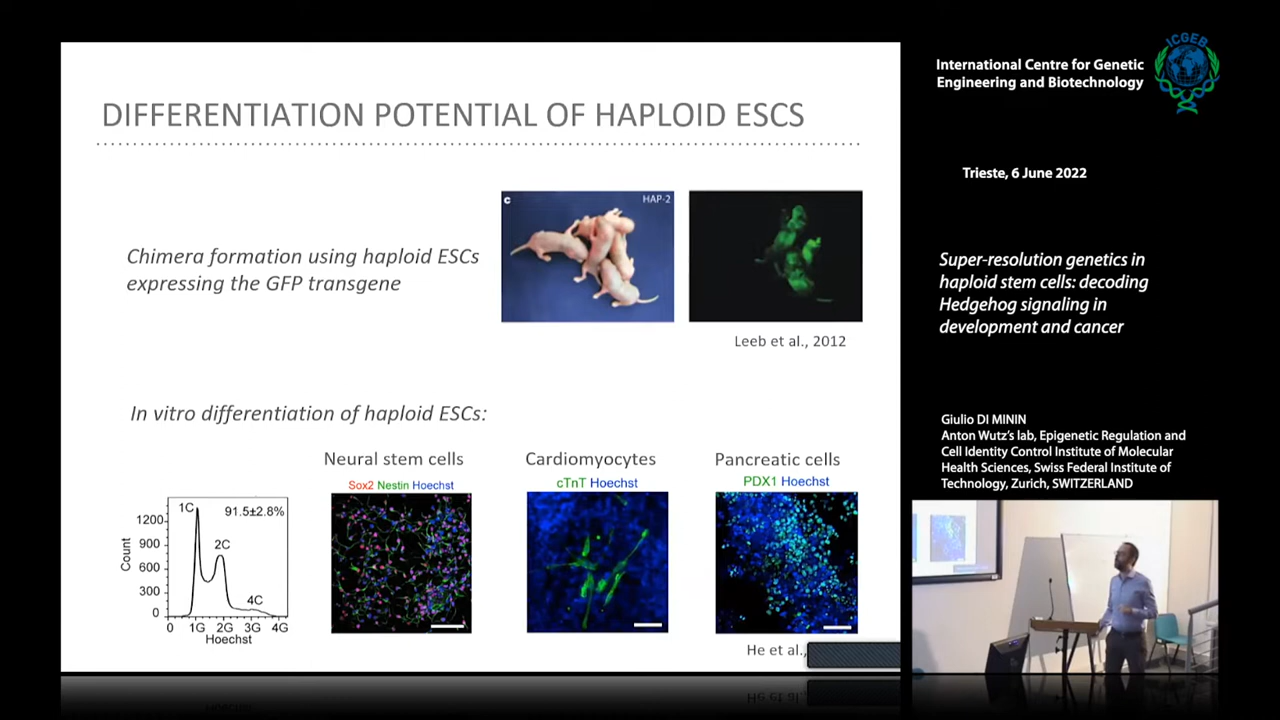 DIFFERENTIATION POTENTIAL OF HAPLOID ESCS
Chimera formation using haploid ESCs
expressing the GFP transgene
c
HAP-2
Leeb et al., 2012
In vitro differentiation of haploid ESCs:
Neural stem cells
Sox2 Nestin Hoechst
Cardiomyocytes
cTnT Hoechst
Pancreatic cells
PDX1 Hoechst
1C
91.5±2.8%
2C
4C
Count
1200
900
600
300
0
0 1G 2G 3G 4G
Hoechst
He et al.,
He et al.,
International Centre for Genetic
Engineering and Biotechnology
ICGEB
Trieste, 6 June 2022
Super-resolution genetics in
haploid stem cells: decoding
Hedgehog signaling in
development and cancer
Giulio DI MININ
Anton Wutz's lab, Epigenetic Regulation and
Cell Identity Control Institute of Molecular
Health Sciences, Swiss Federal Institute of
Technology, Zurich, SWITZERLAND